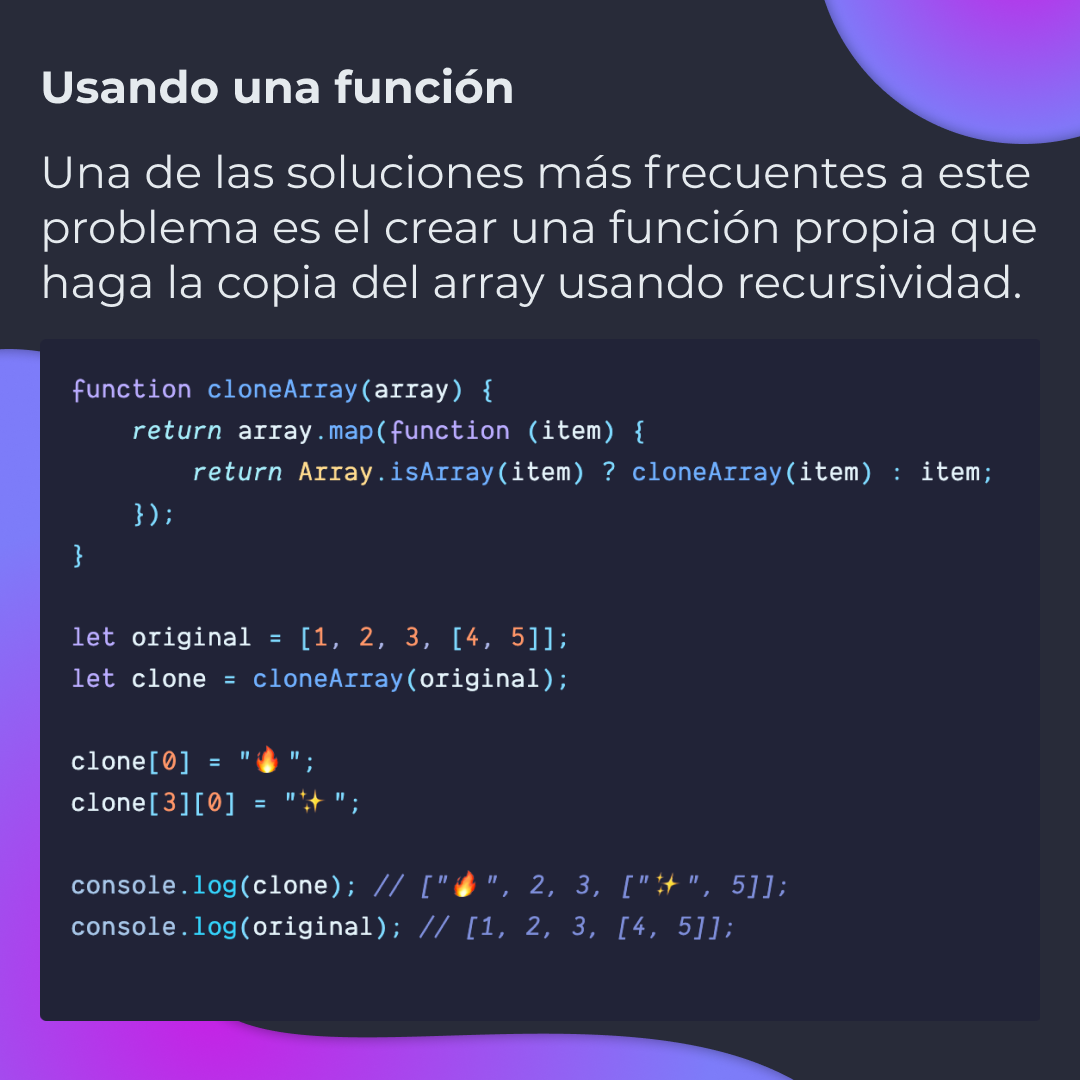 Usando una función
Una de las soluciones más frecuentes a este
problema es el crear una función propia que
haga la copia del array usando recursividad.
function cloneArray(array) {
    return array.map(function (item) {
        return Array.isArray(item) ? cloneArray(item) : item;
    });
}
let original = [1, 2, 3, [4, 5]];
let clone = cloneArray(original);
clone[0] = "🔥";
clone[3][0] = "✨";
console.log(clone); // ["🔥", 2, 3, ["✨", 5]];
console.log(original); // [1, 2, 3, [4, 5]];